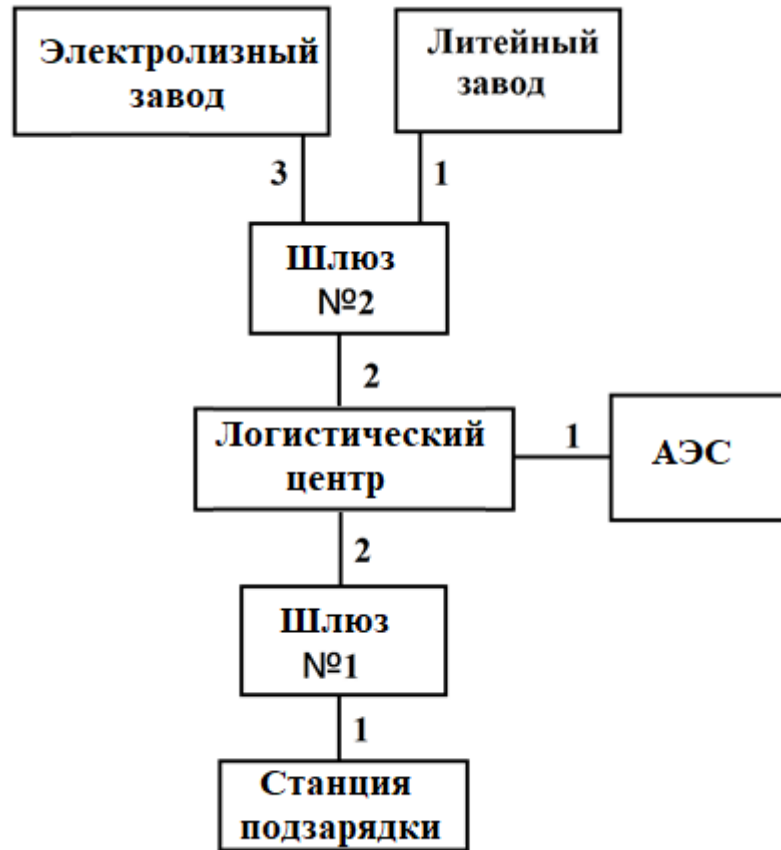 Электролизный
завод
Литейный
завод
3
1
Шлюз
№2
2
Логистический
центр
1
АЭС
2
Шлюз
№1
1
Станция
подзарядки